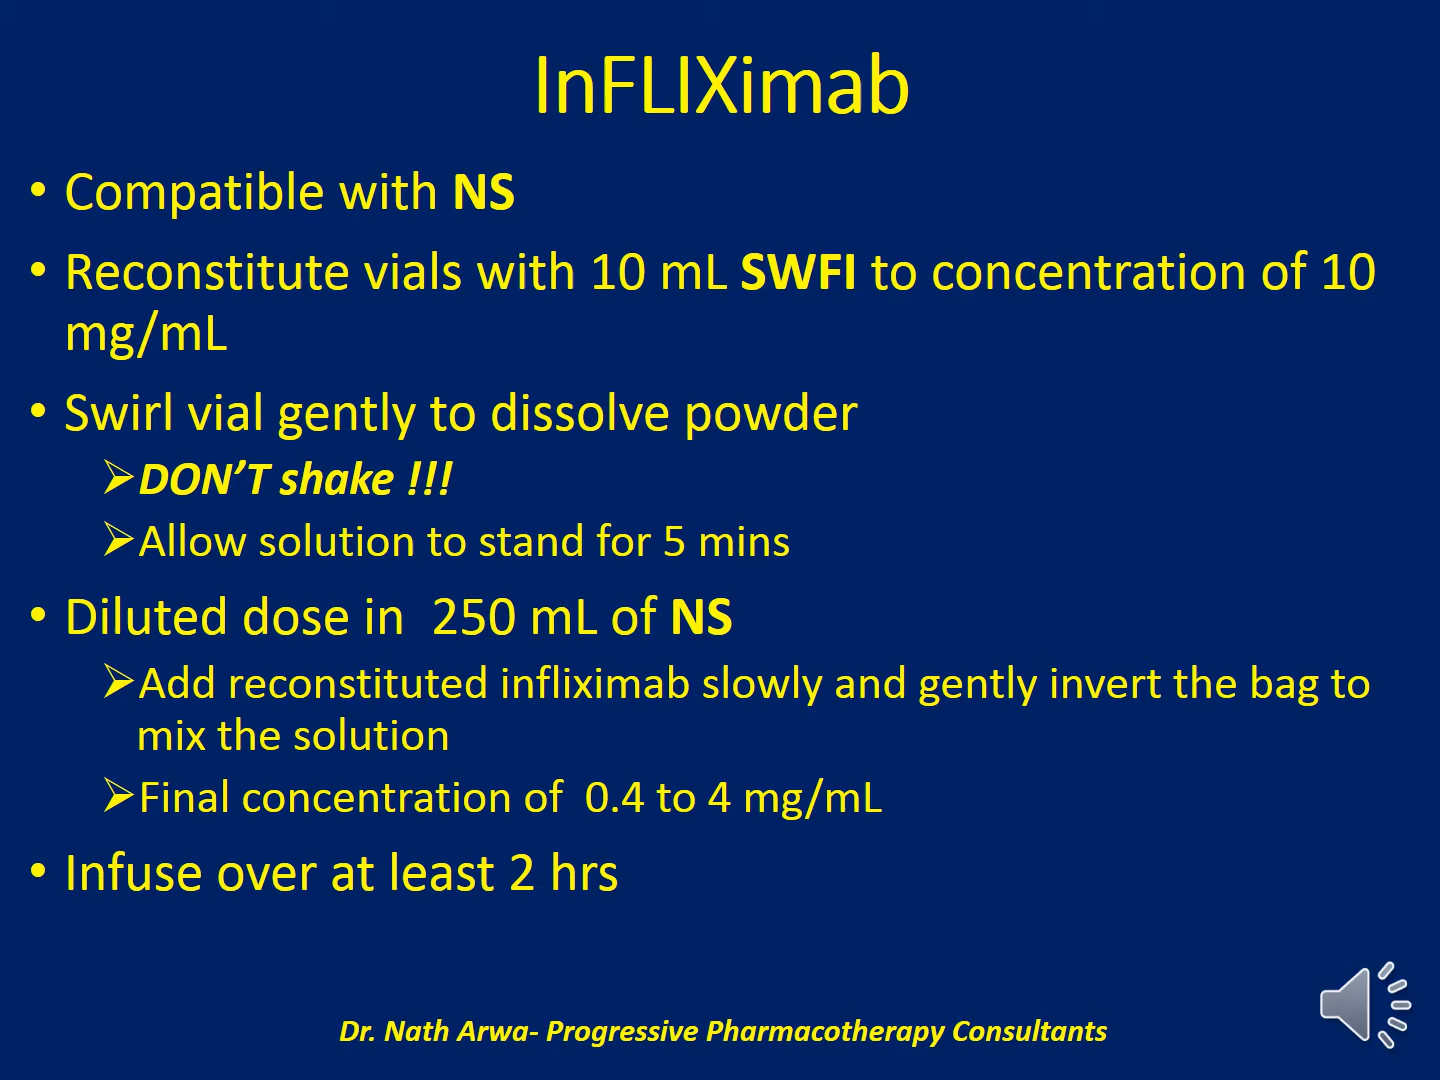 InFLIXimab
• Compatible with NS
• Reconstitute vials with 10 mL SWFI to concentration of 10
mg/mL
• Swirl vial gently to dissolve powder
➢DON’T shake !!!
➢Allow solution to stand for 5 mins
• Diluted dose in  250 mL of NS
➢Add reconstituted infliximab slowly and gently invert the bag to
mix the solution
➢Final concentration of  0.4 to 4 mg/mL
• Infuse over at least 2 hrs
Dr. Nath Arwa- Progressive Pharmacotherapy Consultants